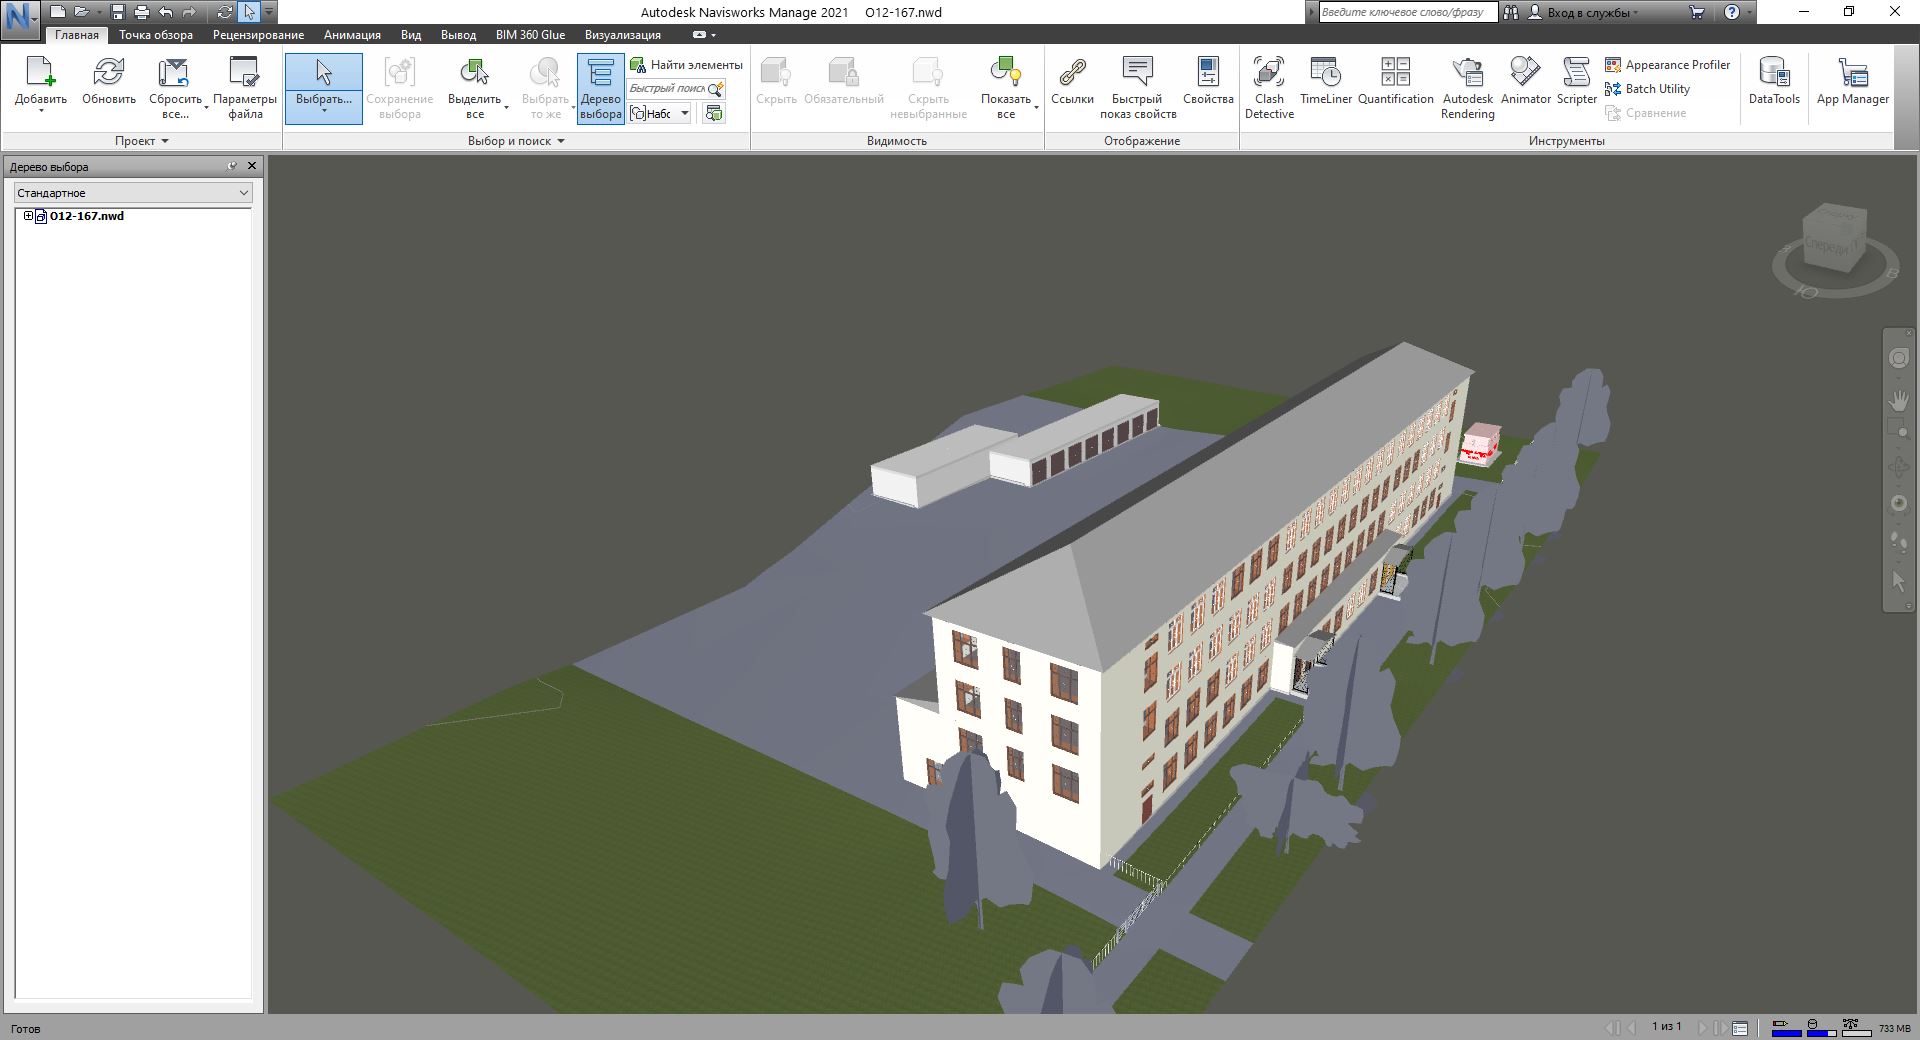 N
Autodesk Navisworks Manage 2021 O12-167.nwd
Введите ключевое слово/фразу
Вход в службы
Главная Точка обзора Рецензирование Анимация Вид Вывод BIM 360 Glue Визуализация
Добавить
Обновить
Сбросить все...
Параметры файла
Проект
Выбрать...
Сохранение выбора
Выделить все
Выбрать то же
Дерево выбора
Найти элементы
Быстрый поиск
Набс
Выбор и поиск
Скрыть
Обязательный
Скрыть невыбранные
Показать все
Видимость
Ссылки
Быстрый показ свойств
Свойства
Отображение
Clash Detective
TimeLiner
Quantification
Autodesk Rendering
Animator
Scripter
Appearance Profiler
Batch Utility
Сравнение
Инструменты
DataTools
App Manager
Дерево выбора
Стандартное
O12-167.nwd
Спереди
Ю
В
Готов
1 из 1
733 MB